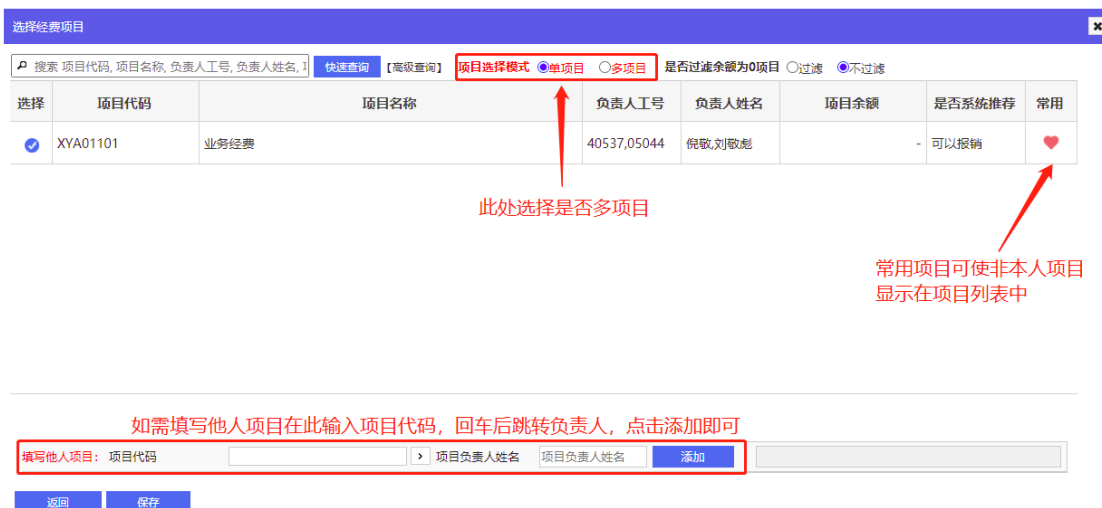 选择经费项目
搜索 项目代码, 项目名称, 负责人工号, 负责人姓名, 快速查询 【高级查询】 项目选择模式 单项目 多项目 是否过滤余额为0项目 过滤 不过滤
选择 项目代码 项目名称 负责人工号 负责人姓名 项目余额 是否系统推荐 常用
XYA01101 业务经费 40537,05044 倪敬,刘敬彪 - 可以报销
此处选择是否多项目
常用项目可使非本人项目
显示在项目列表中
如需填写他人项目在此输入项目代码，回车后跳转负责人，点击添加即可
填写他人项目: 项目代码 项目负责人姓名 项目负责人姓名 添加
返回 保存